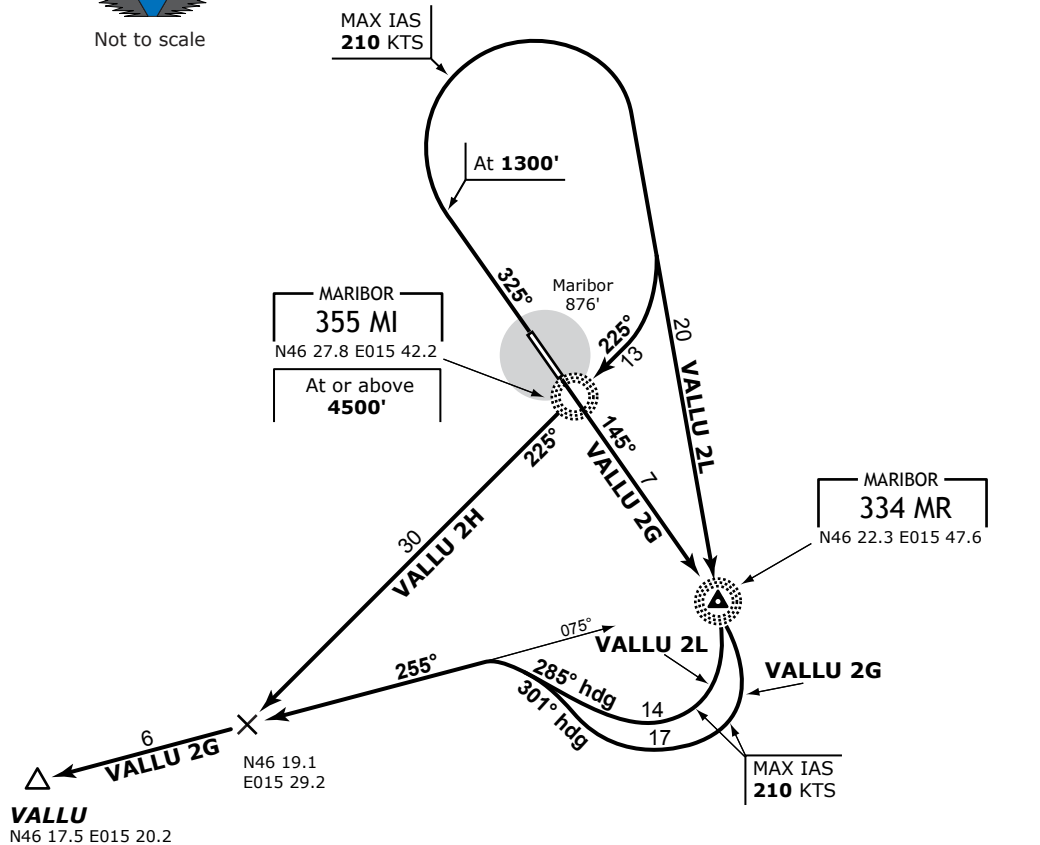 Not to scale
MAX IAS
210 KTS
At 1300'
325°
Maribor
876'
MARIBOR
355 MI
N46 27.8 E015 42.2
At or above
4500'
225°
13
20
VALLU 2L
145°
7
VALLU 2G
225°
30
VALLU 2H
MARIBOR
334 MR
N46 22.3 E015 47.6
075°
VALLU 2L
VALLU 2G
255°
285° hdg
301° hdg
14
17
MAX IAS
210 KTS
6
VALLU 2G
N46 19.1
E015 29.2
VALLU
N46 17.5 E015 20.2